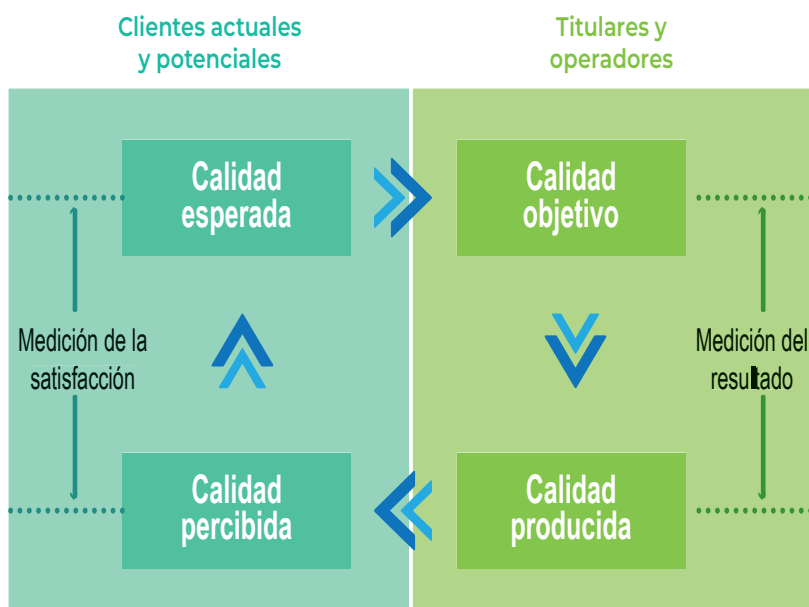 Clientes actuales
y potenciales
Titulares y
operadores
Calidad
esperada
Calidad
objetivo
Medición de la
satisfacción
Medición del
resultado
Calidad
percibida
Calidad
producida